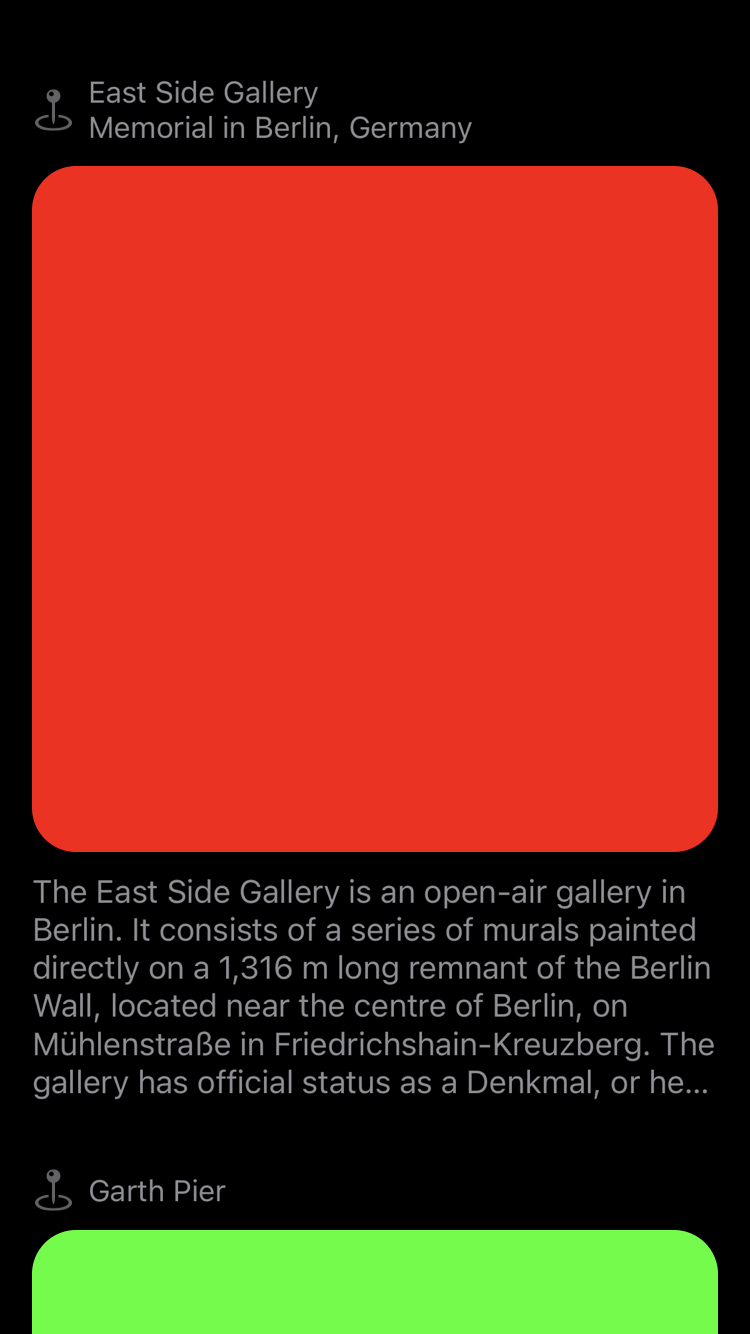 East Side Gallery
Memorial in Berlin, Germany
The East Side Gallery is an open-air gallery in
Berlin. It consists of a series of murals painted
directly on a 1,316 m long remnant of the Berlin
Wall, located near the centre of Berlin, on
Mühlenstraße in Friedrichshain-Kreuzberg. The
gallery has official status as a Denkmal, or he...
Garth Pier